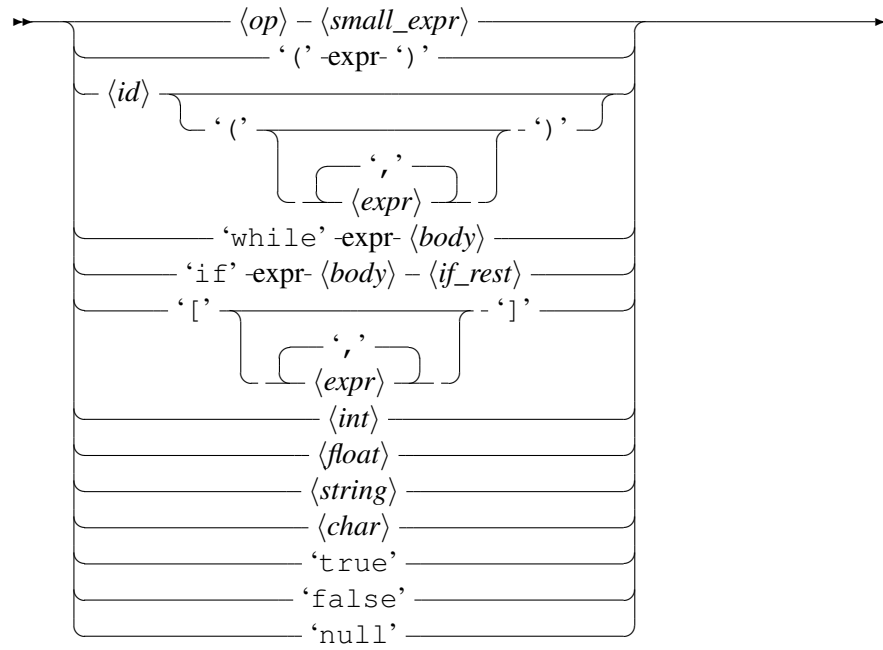 ⟨op⟩ ⟨small_expr⟩
‘(’ expr ‘)’
⟨id⟩
‘(’ ‘)’
‘,’
⟨expr⟩
‘while’ expr ⟨body⟩
‘if’ expr ⟨body⟩ ⟨if_rest⟩
‘[’ ‘]’
‘,’
⟨expr⟩
⟨int⟩
⟨float⟩
⟨string⟩
⟨char⟩
‘true’
‘false’
‘null’